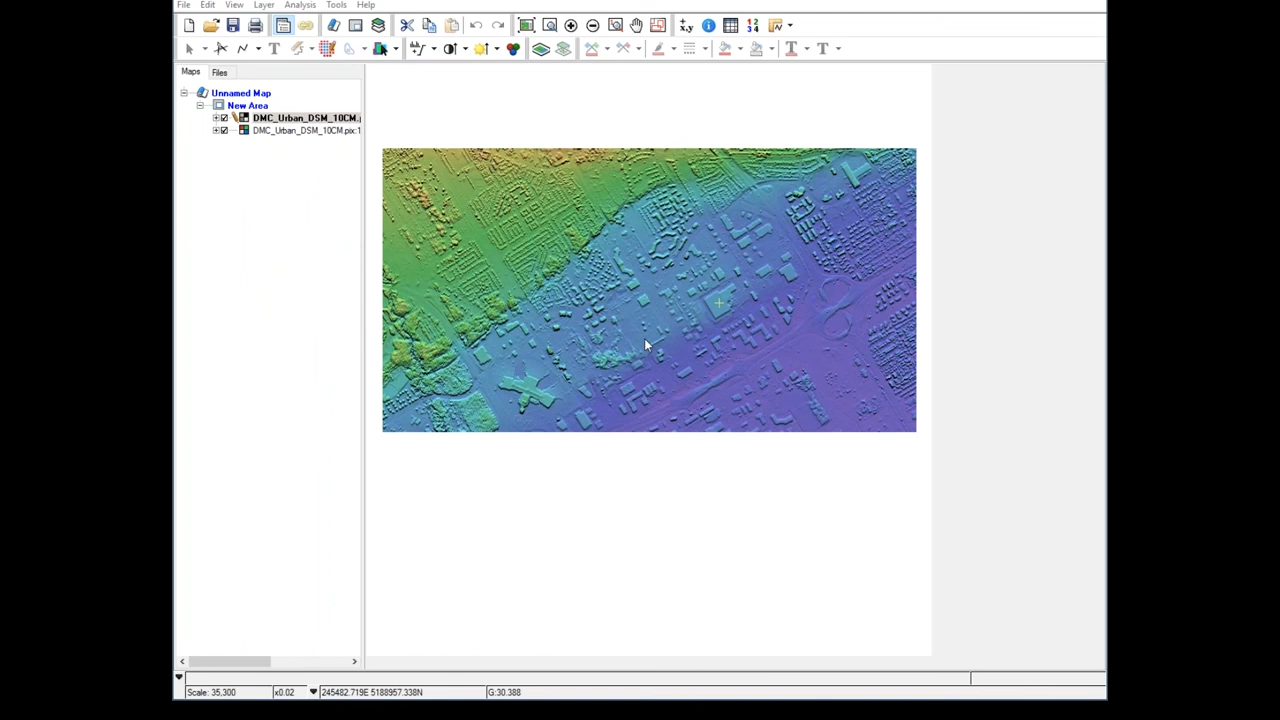 File Edit View Layer Analysis Tools Help
Maps Files
Unnamed Map
New Area
DMC_Urban_DSM_10CM.p
DMC_Urban_DSM_10CM.pix:1
Scale: 35,300 x0.02 245482.719E 5188957.338N G:30.388